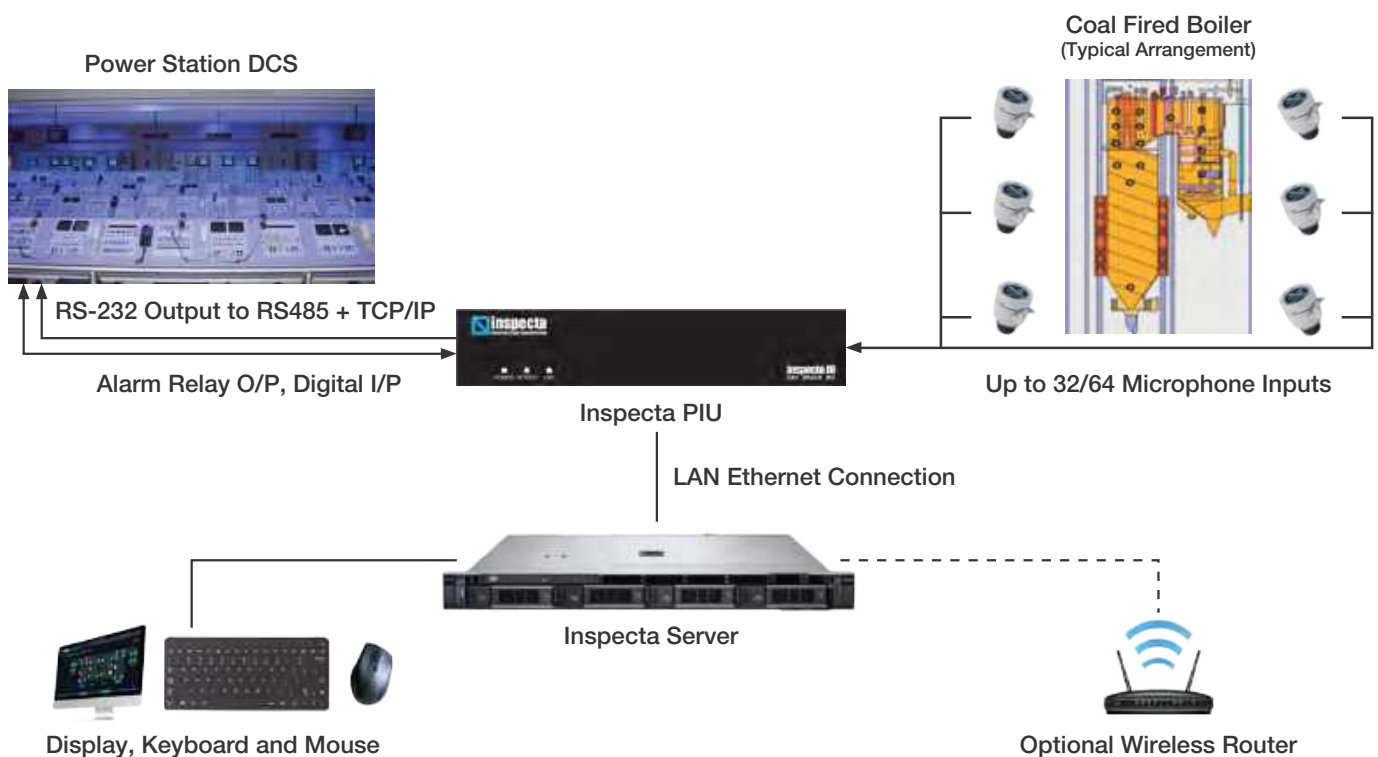 Coal Fired Boiler
(Typical Arrangement)
Power Station DCS
RS-232 Output to RS485 + TCP/IP
Alarm Relay O/P, Digital I/P
inspecta
Inspecta PIU
Up to 32/64 Microphone Inputs
LAN Ethernet Connection
Inspecta Server
Display, Keyboard and Mouse
Optional Wireless Router